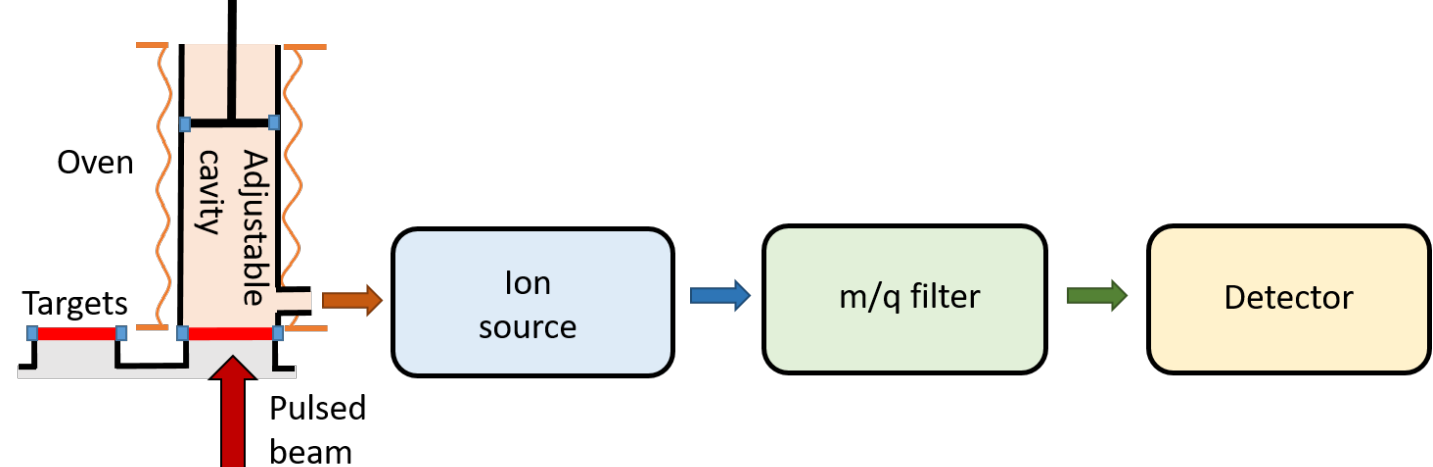 Oven
Adjustable
cavity
Targets
Pulsed
beam
Ion
source
m/q filter
Detector